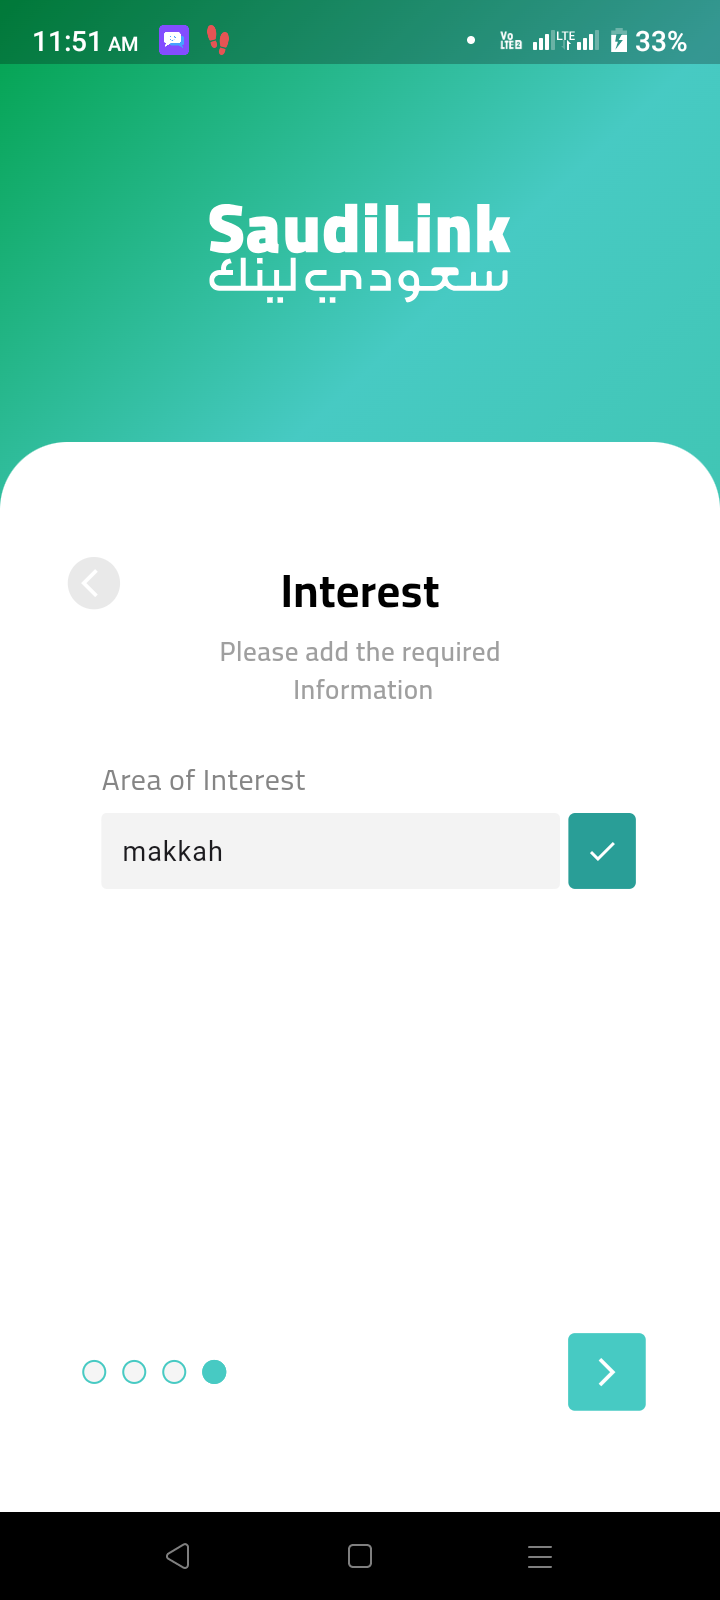 11:51 AM
Vo LTE 2 LTE 33%
SaudiLink
سعودي لينك
Interest
Please add the required
Information
Area of Interest
makkah